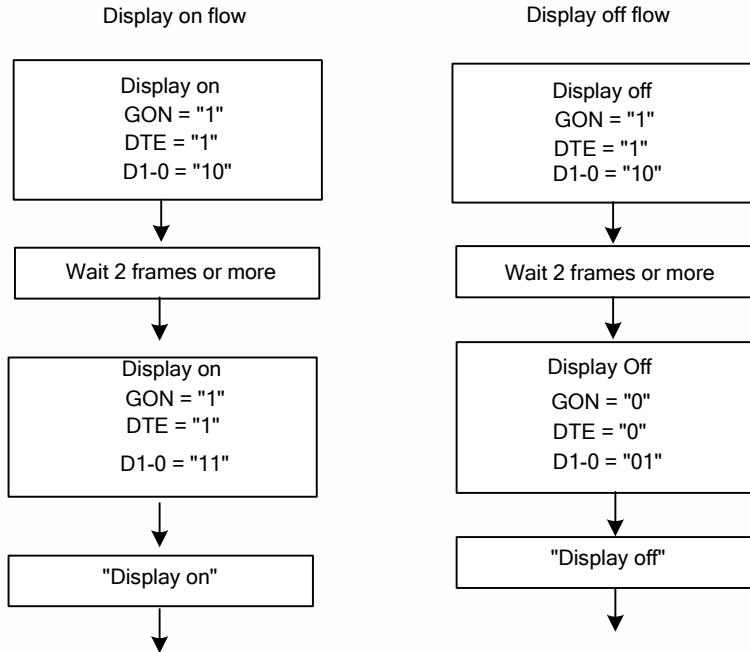 Display on flow
Display on
GON = "1"
DTE = "1"
D1-0 = "10"
Wait 2 frames or more
Display on
GON = "1"
DTE = "1"
D1-0 = "11"
"Display on"
Display off flow
Display off
GON = "1"
DTE = "1"
D1-0 = "10"
Wait 2 frames or more
Display Off
GON = "0"
DTE = "0"
D1-0 = "01"
"Display off"